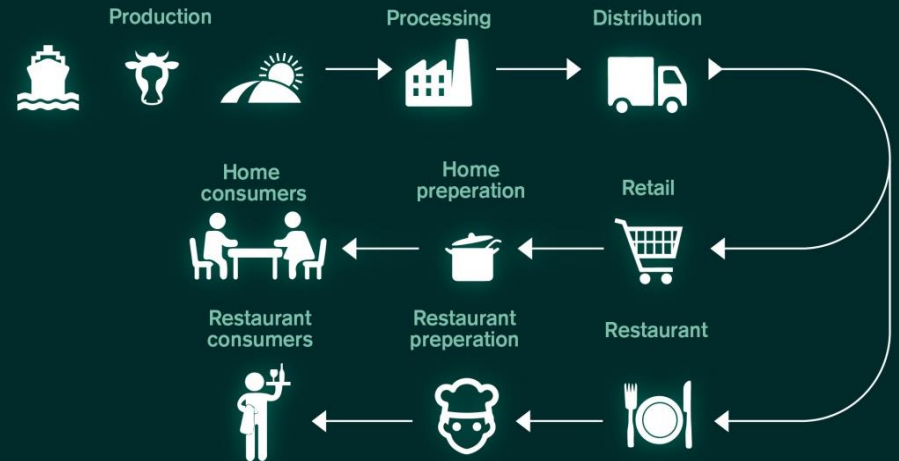 Production
Processing
Distribution
Home
consumers
Home
preperation
Retail
Restaurant
consumers
Restaurant
preperation
Restaurant